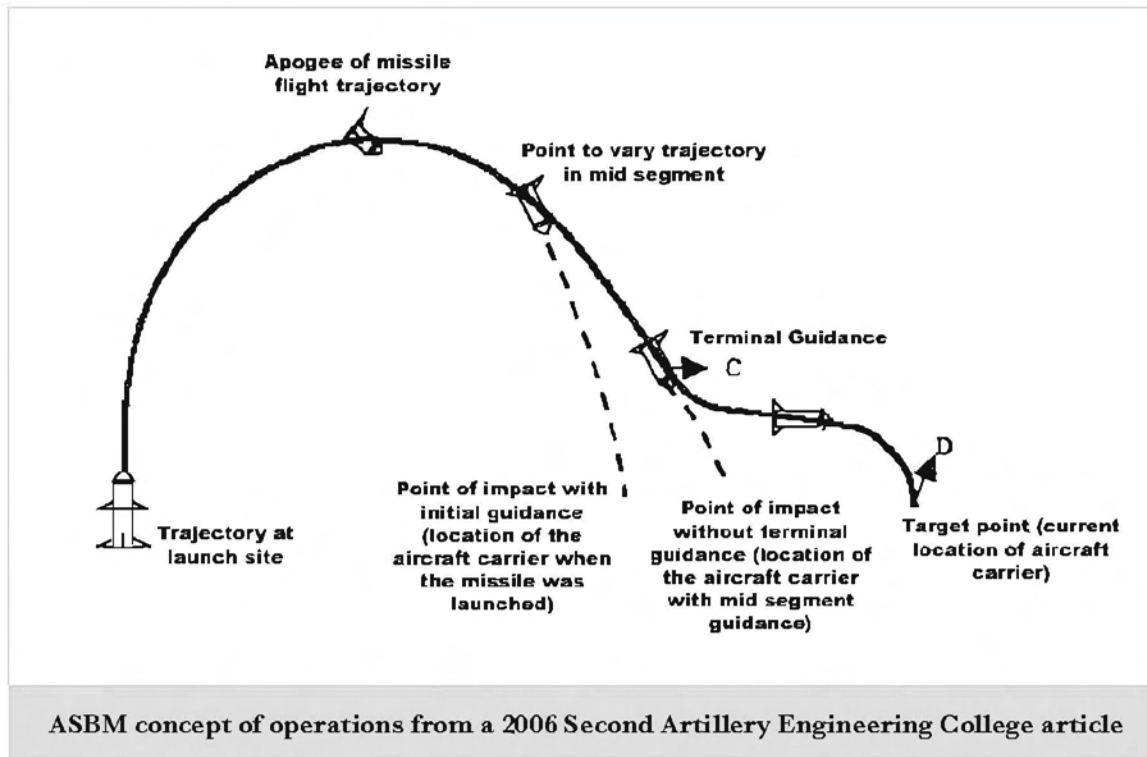 Apogee of missile
flight trajectory
Point to vary trajectory
in mid segment
Terminal Guidance
C
D
Trajectory at
launch site
Point of impact with
initial guidance
(location of the
aircraft carrier when
the missile was
launched)
Point of impact
without terminal
guidance (location of
the aircraft carrier
with mid segment
guidance)
Target point (current
location of aircraft
carrier)
ASBM concept of operations from a 2006 Second Artillery Engineering College article